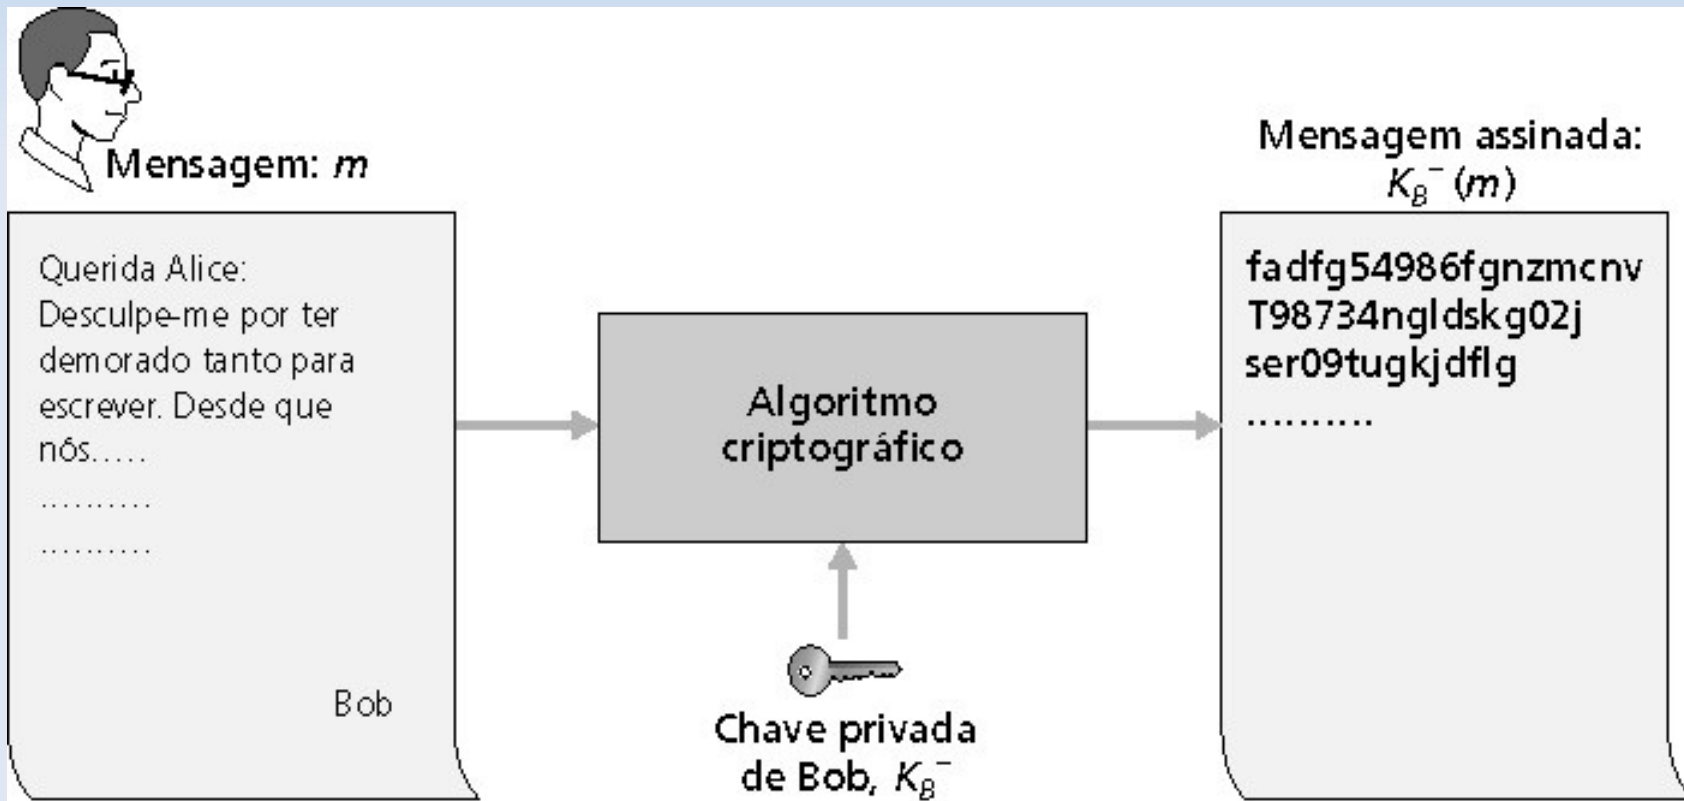 Mensagem: m
Querida Alice:
Desculpe-me por ter
demorado tanto para
escrever. Desde que
nós.....
..........
..........
Bob
Algoritmo
criptográfico
Chave privada
de Bob, K_B⁻
Mensagem assinada:
K_B⁻ (m)
fadfg54986fgnzmcnv
T98734ngldskg02j
ser09tugkjdflg
..........